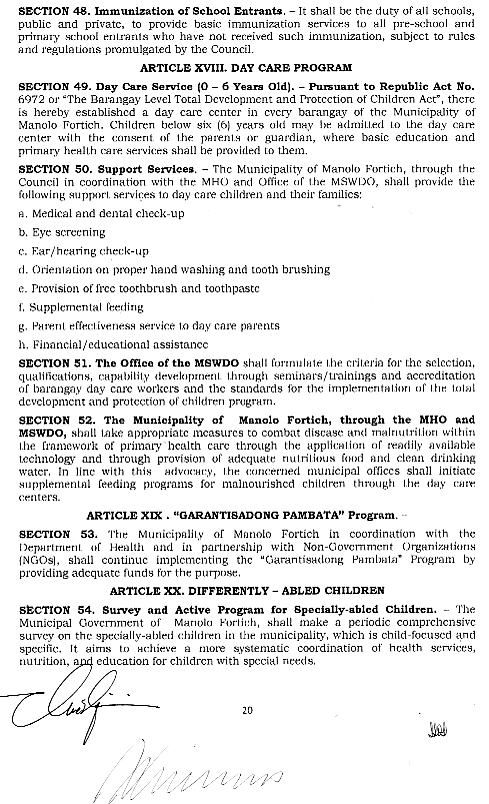 SECTION 48. Immunization of School Entrants. – It shall be the duty of all schools,
public and private, to provide basic immunization services to all pre-school and
primary school entrants who have not received such immunization, subject to rules
and regulations promulgated by the Council.
ARTICLE XVIII. DAY CARE PROGRAM
SECTION 49. Day Care Service (0 – 6 Years Old). – Pursuant to Republic Act No.
6972 or “The Barangay Level Total Development and Protection of Children Act”, there
is hereby established a day care center in every barangay of the Municipality of
Manolo Fortich. Children below six (6) years old may be admitted to the day care
center with the consent of the parents or guardian, where basic education and
primary health care services shall be provided to them.
SECTION 50. Support Services. – The Municipality of Manolo Fortich, through the
Council in coordination with the MHO and Office of the MSWDO, shall provide the
following support services to day care children and their families:
a. Medical and dental check-up
b. Eye screening
c. Ear/hearing check-up
d. Orientation on proper hand washing and tooth brushing
e. Provision of free toothbrush and toothpaste
f. Supplemental feeding
g. Parent effectiveness service to day care parents
h. Financial/educational assistance
SECTION 51. The Office of the MSWDO shall formulate the criteria for the selection,
qualifications, capability development through seminars/trainings and accreditation
of barangay day care workers and the standards for the implementation of the total
development and protection of children program.
SECTION 52. The Municipality of Manolo Fortich, through the MHO and
MSWDO, shall take appropriate measures to combat disease and malnutrition within
the framework of primary health care through the application of readily available
technology and through provision of adequate nutritious food and clean drinking
water. In line with this advocacy, the concerned municipal offices shall initiate
supplemental feeding programs for malnourished children through the day care
centers.
ARTICLE XIX . “GARANTISADONG PAMBATA” Program. –
SECTION 53. The Municipality of Manolo Fortich in coordination with the
Department of Health and in partnership with Non-Government Organizations
(NGOs), shall continue implementing the “Garantisadong Pambata” Program by
providing adequate funds for the purpose.
ARTICLE XX. DIFFERENTLY – ABLED CHILDREN
SECTION 54. Survey and Active Program for Specially-abled Children. – The
Municipal Government of Manolo Fortich, shall make a periodic comprehensive
survey on the specially-abled children in the municipality, which is child-focused and
specific. It aims to achieve a more systematic coordination of health services,
nutrition, and education for children with special needs.
20